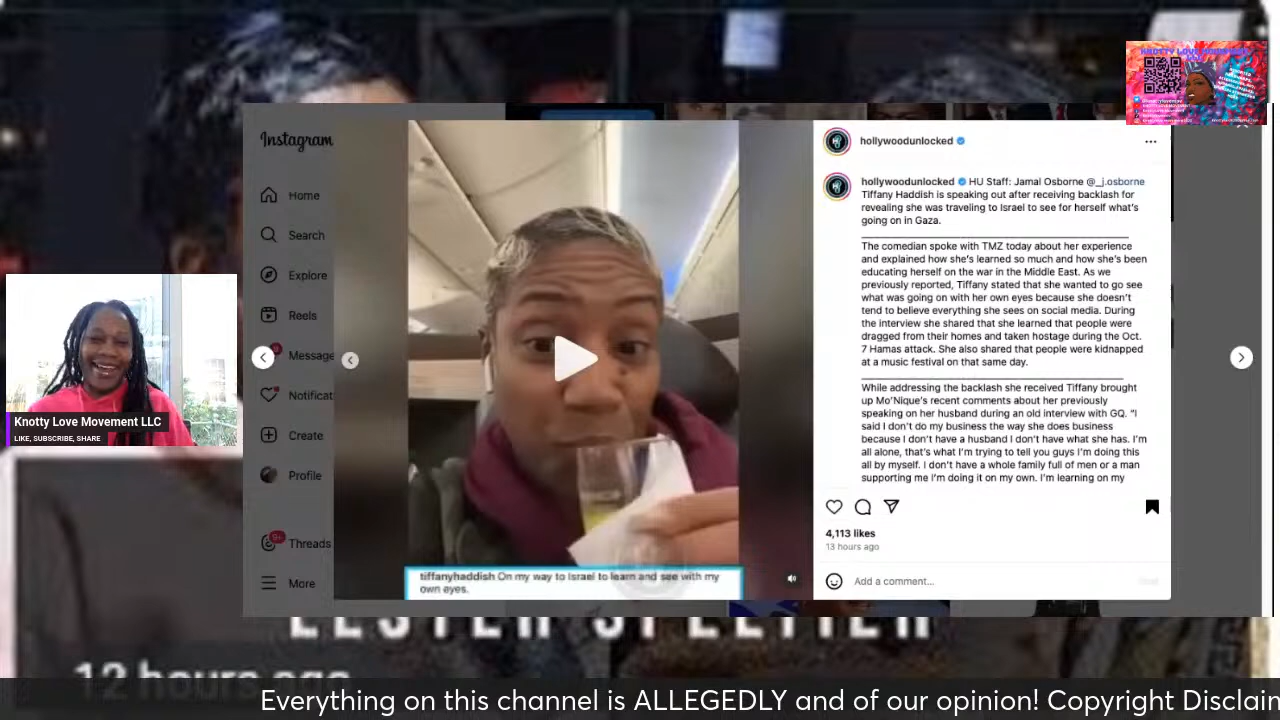 Instagram
Home
Search
Explore
Reels
Message
Notificat
Create
Profile
9+
Threads
More
tiffanyhaddish On my way to Israel to learn and see with my
own eyes.
hollywoodunlocked
hollywoodunlocked HU Staff: Jamal Osborne @_j.osborne
Tiffany Haddish is speaking out after receiving backlash for
revealing she was traveling to Israel to see for herself what's
going on in Gaza.
The comedian spoke with TMZ today about her experience
and explained how she's learned so much and how she's been
educating herself on the war in the Middle East. As we
previously reported, Tiffany stated that she wanted to go see
what was going on with her own eyes because she doesn't
tend to believe everything she sees on social media. During
the interview she shared that she learned that people were
dragged from their homes and taken hostage during the Oct.
7 Hamas attack. She also shared that people were kidnapped
at a music festival on that same day.
While addressing the backlash she received Tiffany brought
up Mo'Nique's recent comments about her previously
speaking on her husband during an old interview with GQ. "I
said I don't do my business the way she does business
because I don't have a husband I don't have what she has. I'm
all alone, that's what I'm trying to tell you guys I'm doing this
all by myself. I don't have a whole family full of men or a man
supporting me I'm doing it on my own. I'm learning on my
4,113 likes
13 hours ago
Add a comment...
Knotty Love Movement LLC
LIKE, SUBSCRIBE, SHARE
12 hours ago
Everything on this channel is ALLEGEDLY and of our opinion! Copyright Disclain